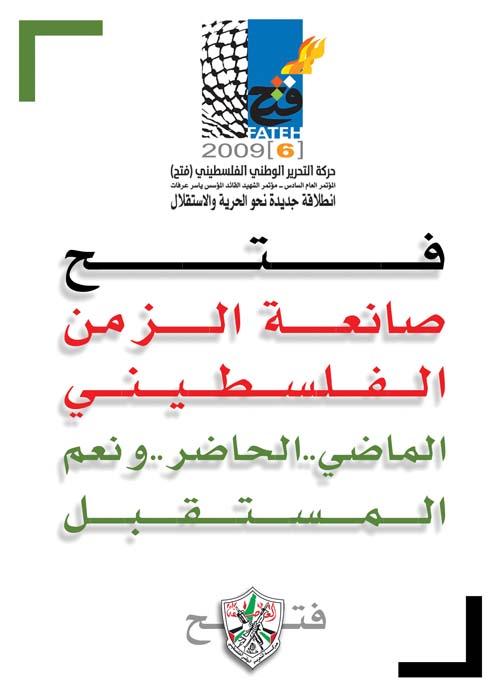 فتح
FATEH
2009[6]
حركة التحرير الوطني الفلسطيني (فتح)
المؤتمر العام السادس - مؤتمر الشهيد القائد المؤسس ياسر عرفات
انطلاقة جديدة نحو الحرية والاستقلال
فتح
صانعة الزمن
الفلسطيني
الماضي..الحاضر..ونعم
المستقبل
فتح